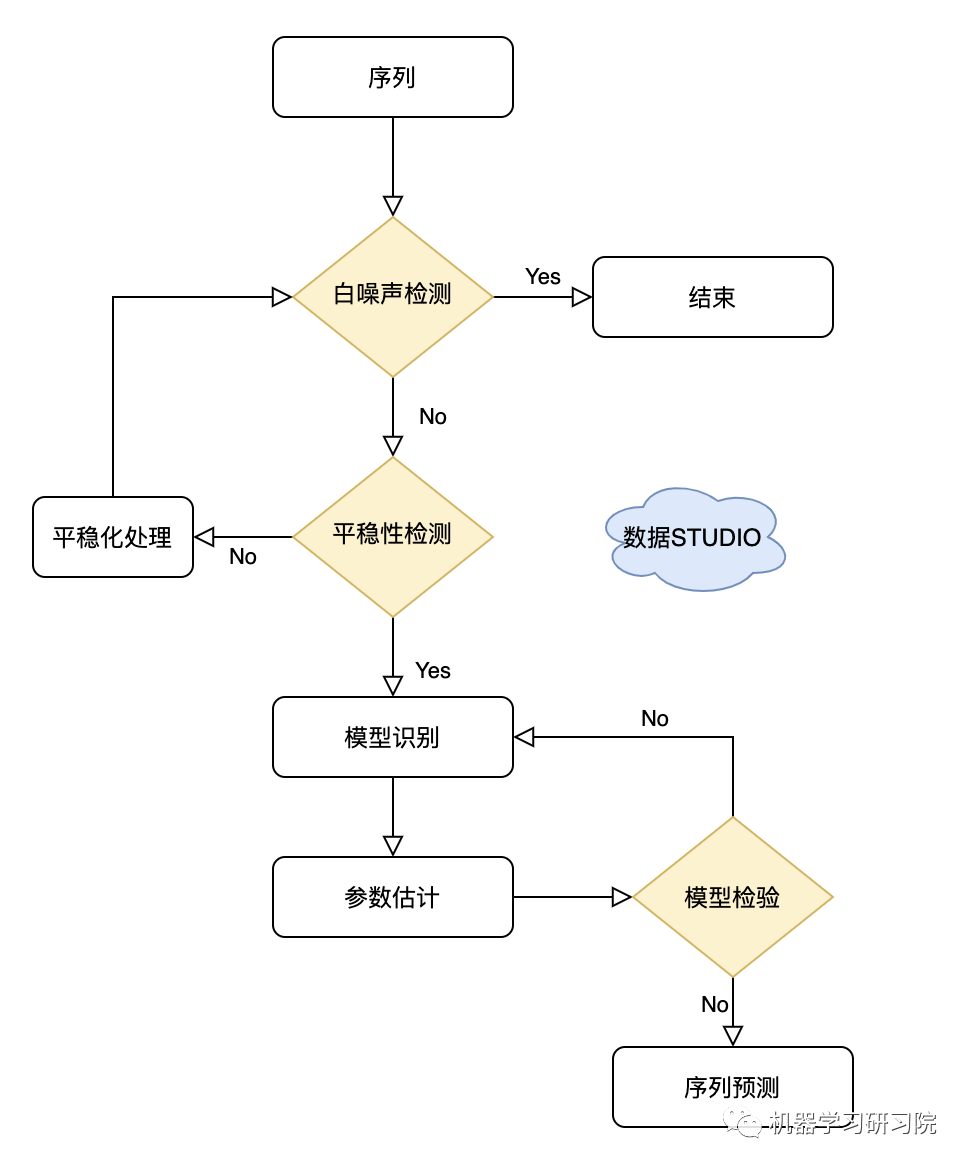 序列
白噪声检测
Yes
结束
No
平稳性检测
No
平稳化处理
数据STUDIO
Yes
模型识别
No
参数估计
模型检验
No
序列预测
机器学习研习院